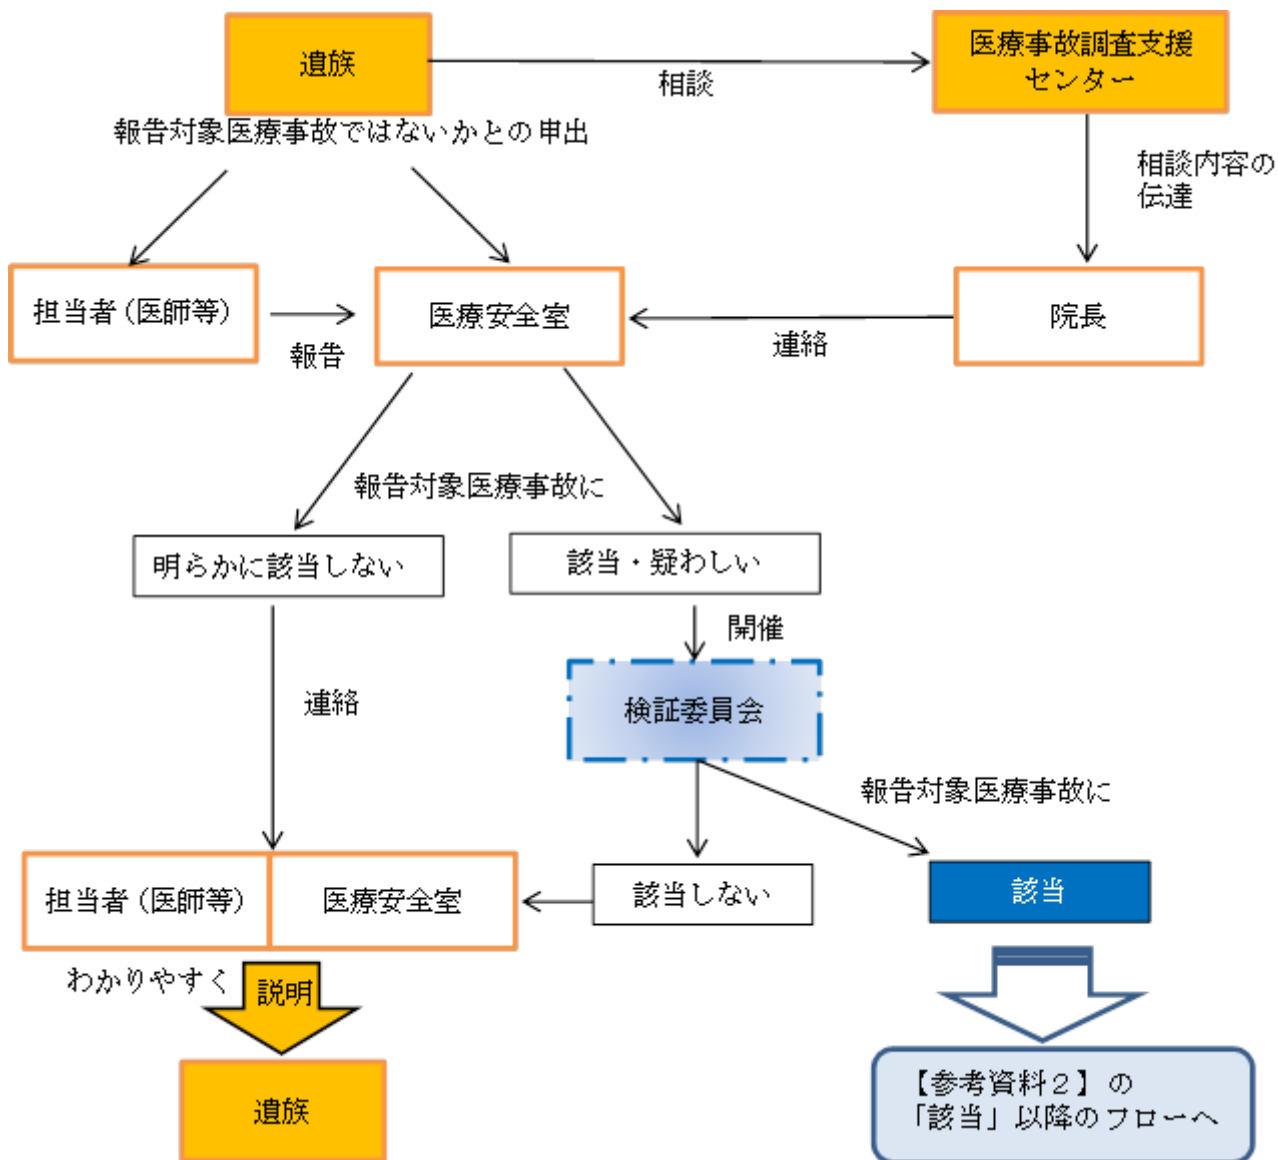 遺族
医療事故調査支援
センター
相談
報告対象医療事故ではないかとの申出
相談内容の
伝達
担当者(医師等)
報告
医療安全室
連絡
院長
報告対象医療事故に
明らかに該当しない
該当・疑わしい
開催
連絡
検証委員会
報告対象医療事故に
担当者(医師等)
医療安全室
該当しない
該当
わかりやすく
説明
遺族
【参考資料2】の
「該当」以降のフローへ